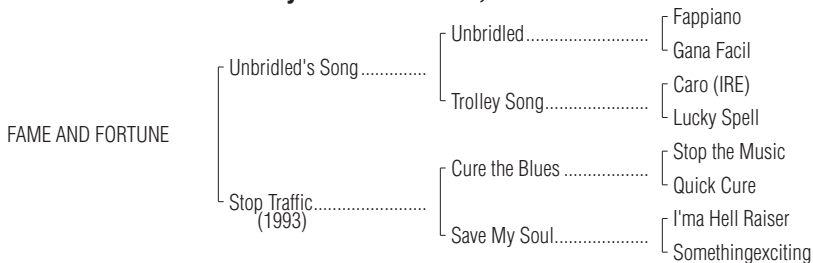 Fappiano
Unbridled..............................
Gana Facil
Unbridled's Song..............
Caro (IRE)
Trolley Song.........................
Lucky Spell
FAME AND FORTUNE
Stop the Music
Cure the Blues ....................
Quick Cure
Stop Traffic...........................
(1993)
I'ma Hell Raiser
Save My Soul.......................
Somethingexciting